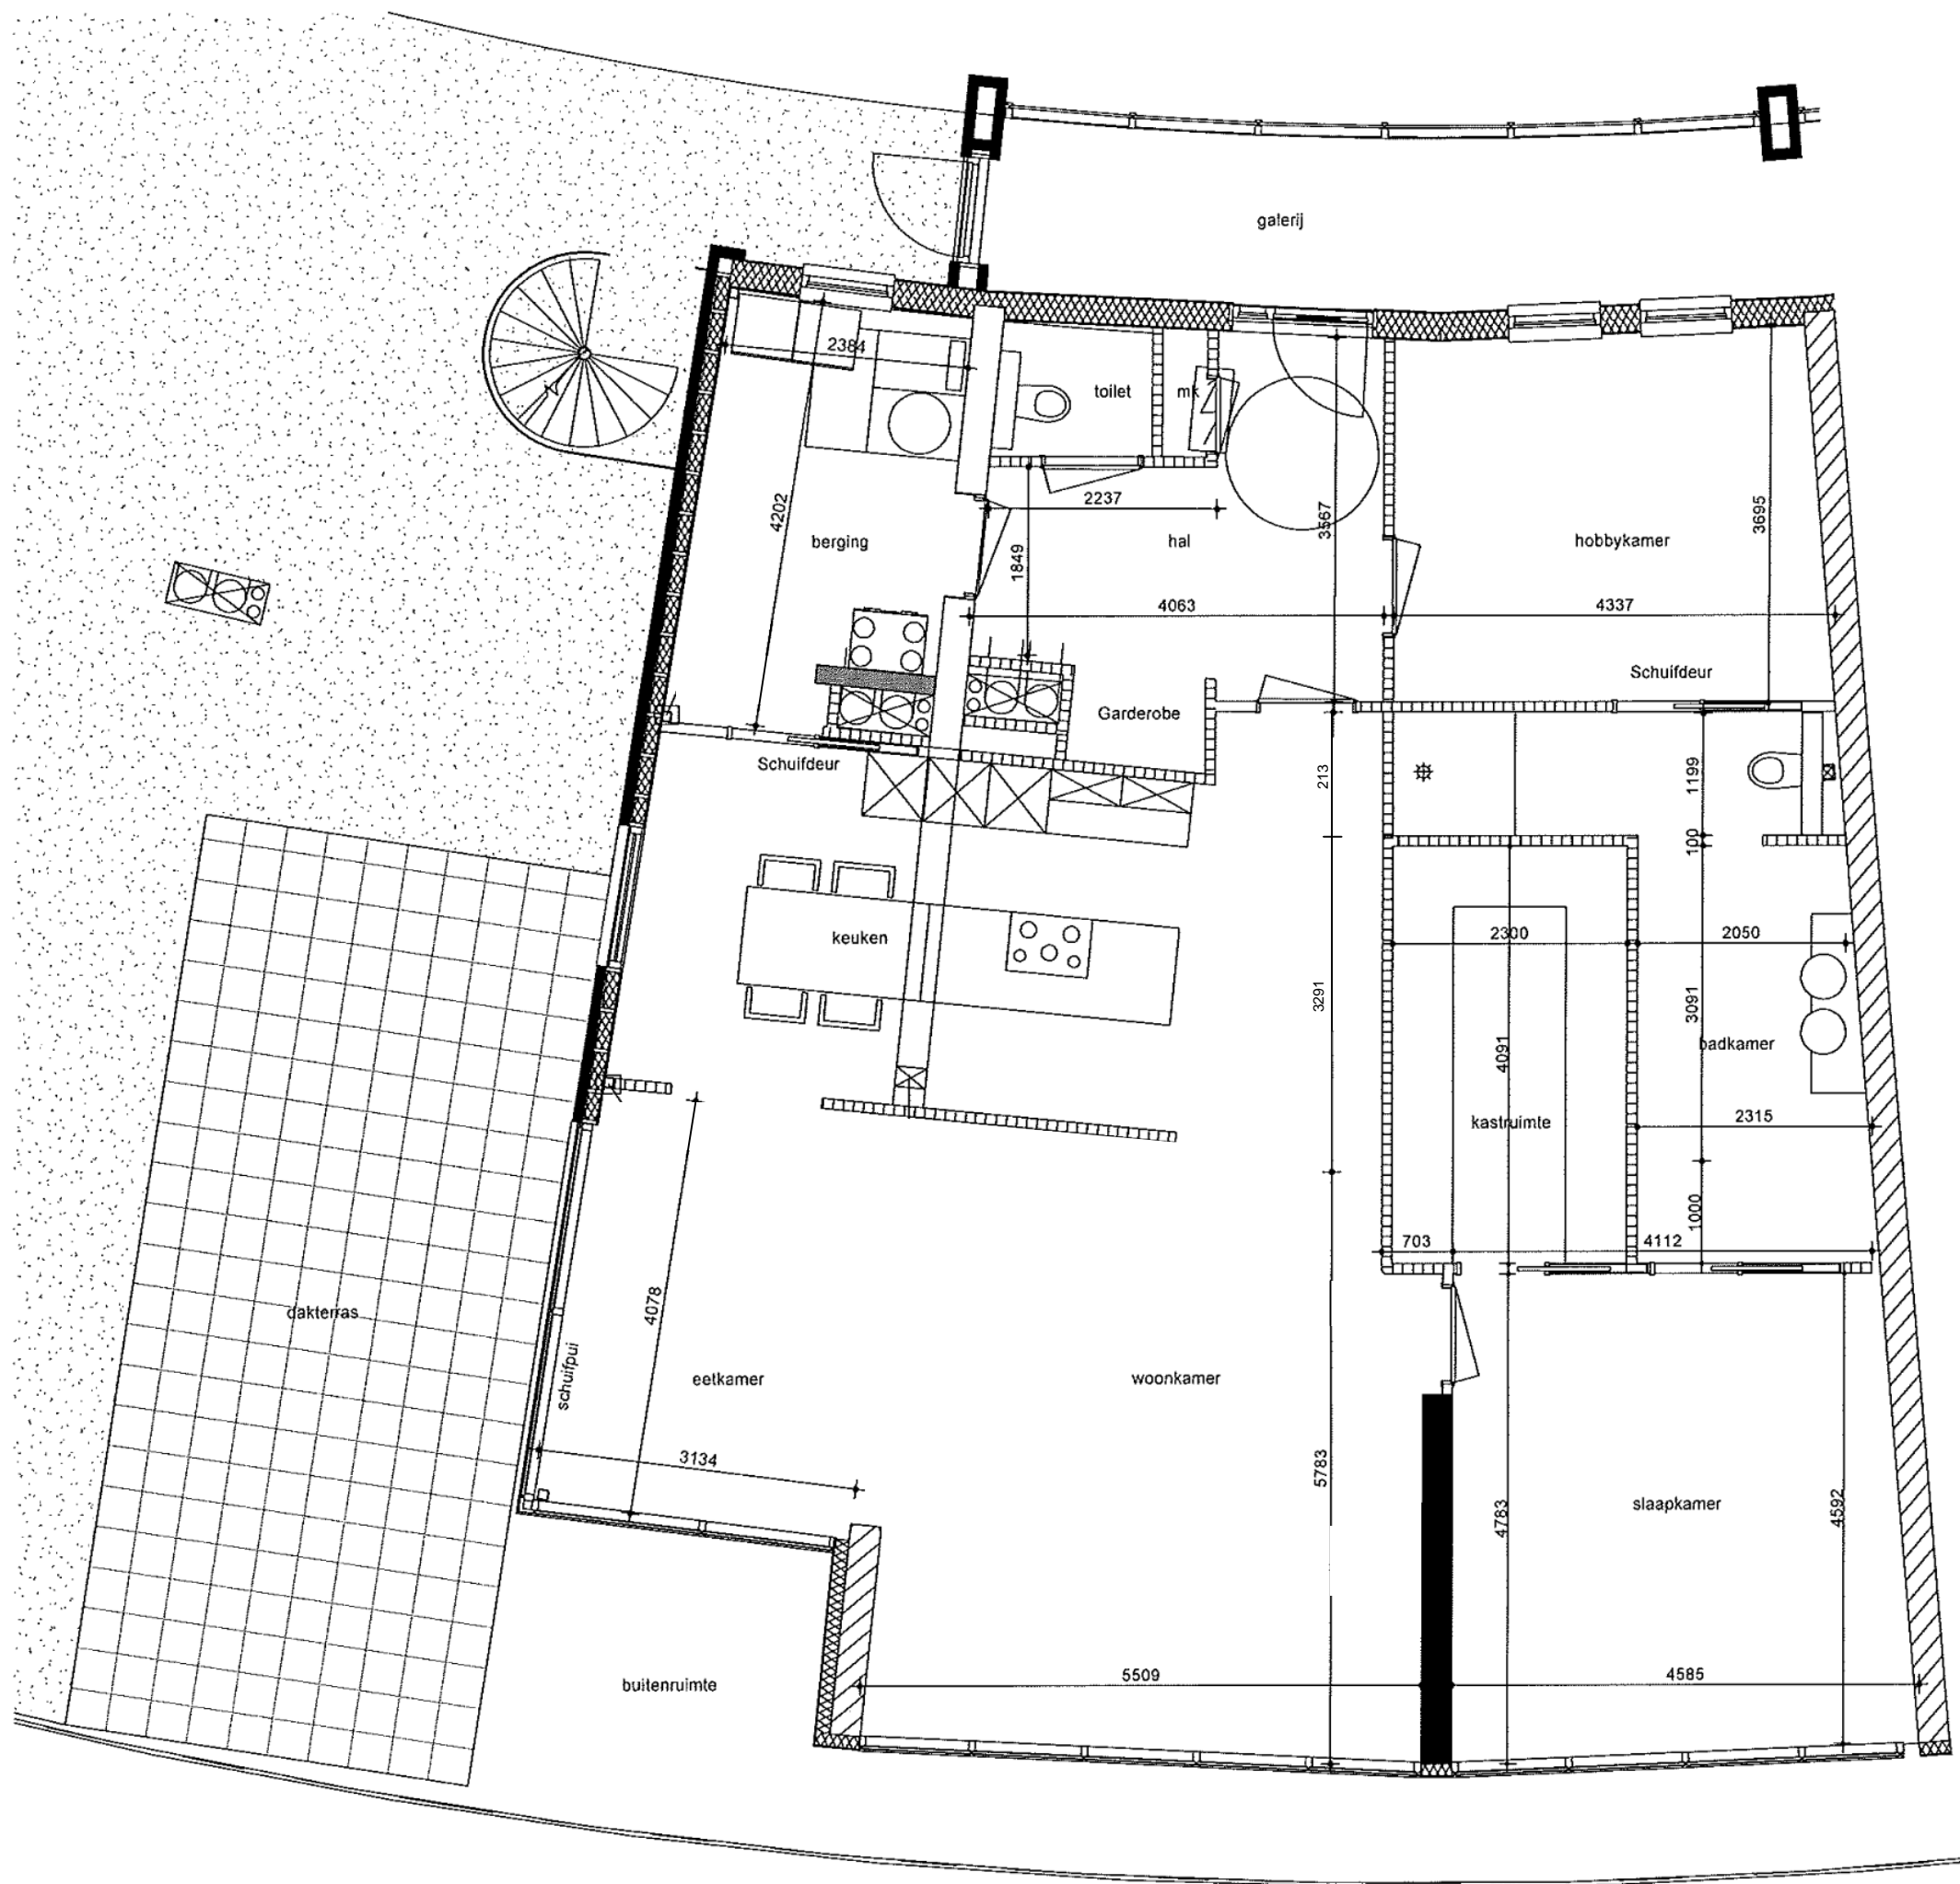 galerij
2384
toilet
mk
4202
2237
3567
3695
berging
hal
hobbykamer
1849
4063
4337
Schuifdeur
Garderobe
Schuifdeur
213
1199
100
keuken
2300
2050
3291
3091
4091
badkamer
kastruimte
2315
1000
703
4112
dakterras
4078
schuifpui
eetkamer
woonkamer
3134
5783
4783
slaapkamer
4592
buitenruimte
5509
4585